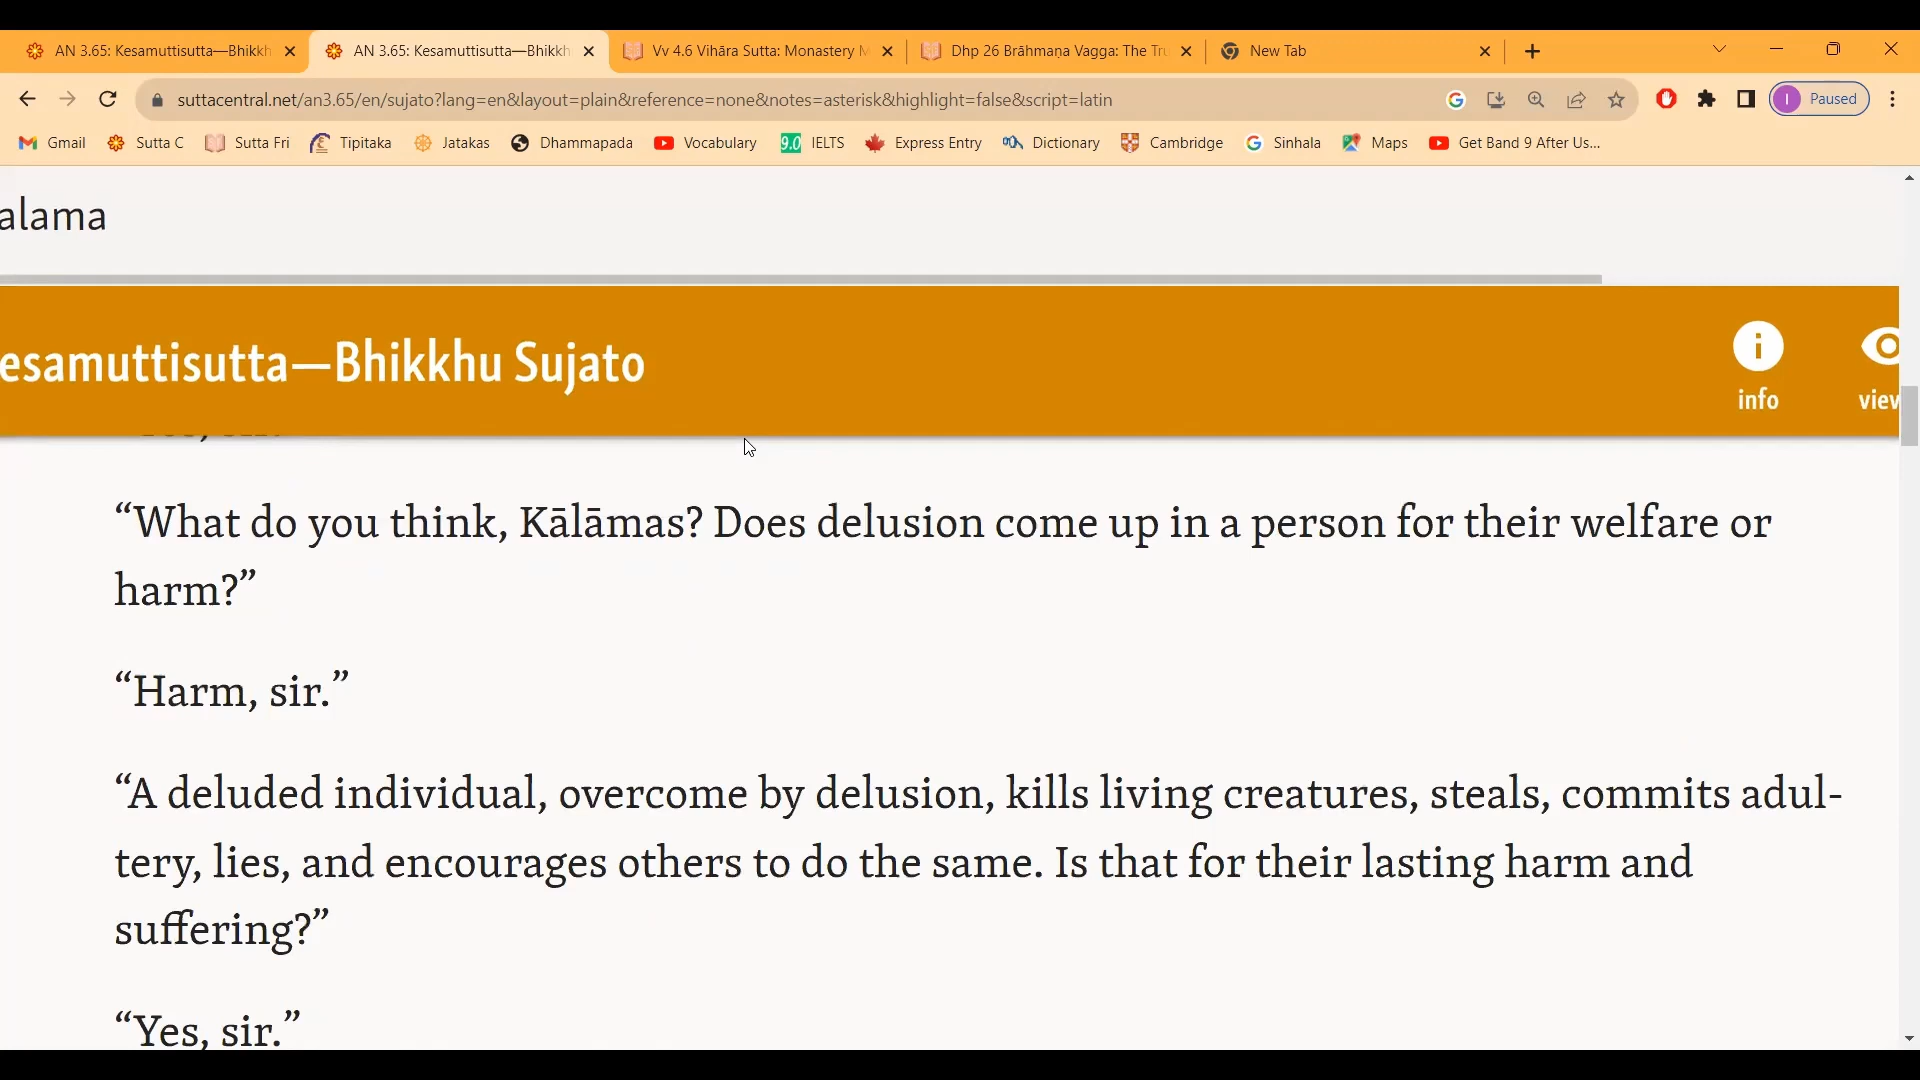 AN 3.65: Kesamuttisutta—Bhikkh
AN 3.65: Kesamuttisutta—Bhikkh
Vv 4.6 Vihāra Sutta: Monastery M
Dhp 26 Brāhmaṇa Vagga: The Tru
New Tab
suttacentral.net/an3.65/en/sujato?lang=en&layout=plain&reference=none&notes=asterisk&highlight=false&script=latin
I Paused
Gmail
Sutta C
Sutta Fri
Tipitaka
Jatakas
Dhammapada
Vocabulary
9.0 IELTS
Express Entry
Dictionary
Cambridge
Sinhala
Maps
Get Band 9 After Us...
alama
esamuttisutta—Bhikkhu Sujato
info
view
“What do you think, Kālāmas? Does delusion come up in a person for their welfare or
harm?”
“Harm, sir.”
“A deluded individual, overcome by delusion, kills living creatures, steals, commits adul-
tery, lies, and encourages others to do the same. Is that for their lasting harm and
suffering?”
“Yes, sir.”